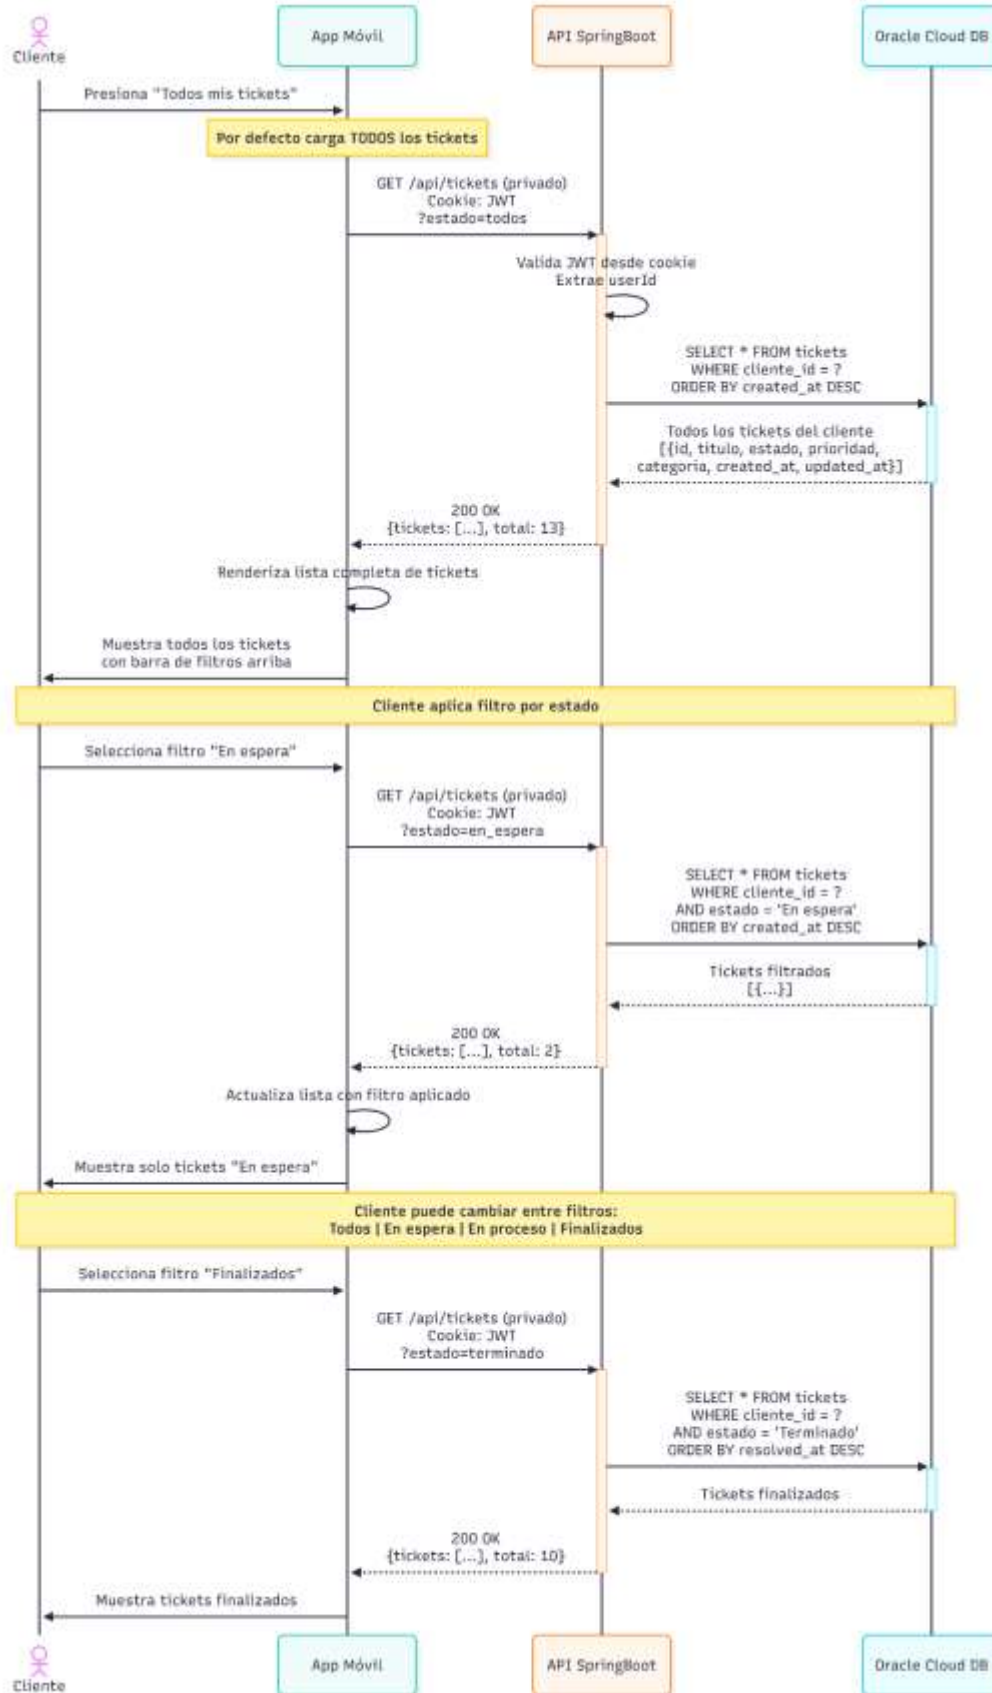 Cliente
App Móvil
API SpringBoot
Oracle Cloud DB
Presiona "Todos mis tickets"
Por defecto carga TODOS los tickets
GET /api/tickets (privado)
Cookie: JWT
?estado=todos
Valida JWT desde cookie
Extrae userId
SELECT * FROM tickets
WHERE cliente_id = ?
ORDER BY created_at DESC
Todos los tickets del cliente
[{id, titulo, estado, prioridad,
categoria, created_at, updated_at}]
200 OK
{tickets: [...], total: 13}
Renderiza lista completa de tickets
Muestra todos los tickets
con barra de filtros arriba
Cliente aplica filtro por estado
Selecciona filtro "En espera"
GET /api/tickets (privado)
Cookie: JWT
?estado=en_espera
SELECT * FROM tickets
WHERE cliente_id = ?
AND estado = 'En espera'
ORDER BY created_at DESC
Tickets filtrados
[{...}]
200 OK
{tickets: [...], total: 2}
Actualiza lista con filtro aplicado
Muestra solo tickets "En espera"
Cliente puede cambiar entre filtros:
Todos | En espera | En proceso | Finalizados
Selecciona filtro "Finalizados"
GET /api/tickets (privado)
Cookie: JWT
?estado=terminado
SELECT * FROM tickets
WHERE cliente_id = ?
AND estado = 'Terminado'
ORDER BY resolved_at DESC
Tickets finalizados
200 OK
{tickets: [...], total: 10}
Muestra tickets finalizados
Cliente
App Móvil
API SpringBoot
Oracle Cloud DB